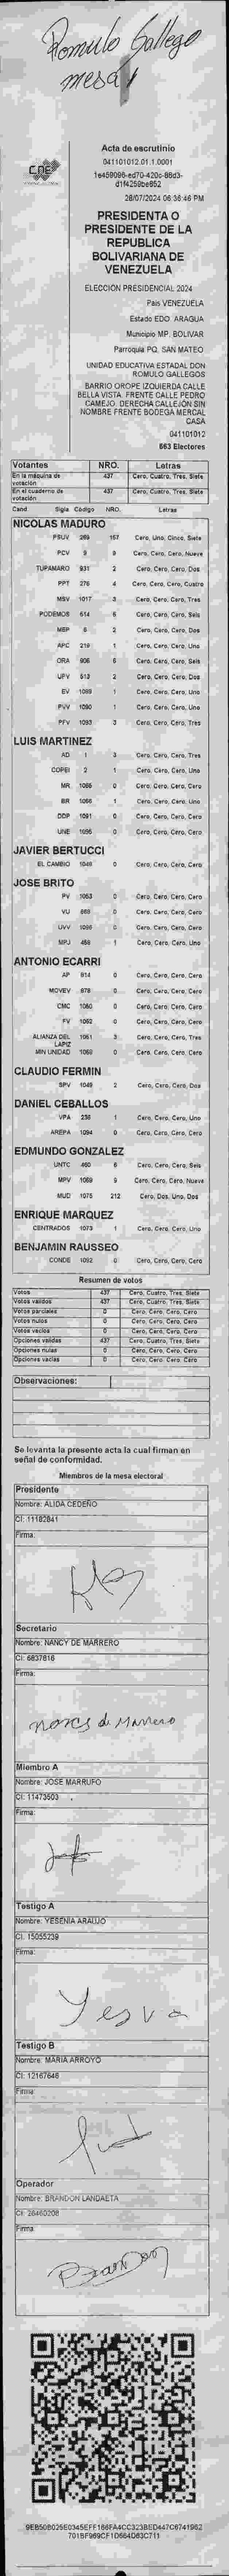 Romulo Gallego
mesa 1
CNE
Acta de escrutinio
041101012.01.1.0001
28/07/2024 06:36:46 PM
PRESIDENTA O
PRESIDENTE DE LA
REPUBLICA
BOLIVARIANA DE
VENEZUELA
ELECCIÓN PRESIDENCIAL 2024
País VENEZUELA
Estado EDO. ARAGUA
Municipio MP. BOLIVAR
Parroquia PQ. SAN MATEO
UNIDAD EDUCATIVA ESTADAL DON
ROMULO GALLEGOS
BARRIO OROPE IZQUIERDA CALLE
BELLA VISTA. FRENTE CALLE PEDRO
CAMEJO. DERECHA CALLEJON SIN
NOMBRE FRENTE BODEGA MERCAL
CASA
041101012
663 Electores
Votantes NRO. Letras
En la máquina de votación 437 Cero, Cuatro, Tres, Siete
En el cuaderno de votación 437 Cero, Cuatro, Tres, Siete
Cand Sigla Código NRO. Letras
NICOLAS MADURO
PSUV 269 157 Cero, Uno, Cinco, Siete
PCV 9 9 Cero, Cero, Cero, Nueve
TUPAMARO 931 2 Cero, Cero, Cero, Dos
PPT 276 4 Cero, Cero, Cero, Cuatro
MSV 1017 3 Cero, Cero, Cero, Tres
PODEMOS 614 6 Cero, Cero, Cero, Seis
MEP 6 2 Cero, Cero, Cero, Dos
APC 219 1 Cero, Cero, Cero, Uno
ORA 906 6 Cero, Cero, Cero, Seis
UPV 513 2 Cero, Cero, Cero, Dos
EV 1089 1 Cero, Cero, Cero, Uno
PVV 1090 1 Cero, Cero, Cero, Uno
PFV 1093 3 Cero, Cero, Cero, Tres
LUIS MARTINEZ
AD 1 3 Cero, Cero, Cero, Tres
COPEI 2 1 Cero, Cero, Cero, Uno
MR 1065 0 Cero, Cero, Cero, Cero
BR 1066 1 Cero, Cero, Cero, Uno
DDP 1091 0 Cero, Cero, Cero, Cero
UNE 1095 0 Cero, Cero, Cero, Cero
JAVIER BERTUCCI
EL CAMBIO 1049 0 Cero, Cero, Cero, Cero
JOSE BRITO
PV 1053 0 Cero, Cero, Cero, Cero
VU 868 0 Cero, Cero, Cero, Cero
UVV 1096 0 Cero, Cero, Cero, Cero
MPJ 468 1 Cero, Cero, Cero, Uno
ANTONIO ECARRI
AP 814 0 Cero, Cero, Cero, Cero
MOVEV 878 0 Cero, Cero, Cero, Cero
CMC 1080 0 Cero, Cero, Cero, Cero
FV 1062 0 Cero, Cero, Cero, Cero
ALIANZA DEL LAPIZ 1051 3 Cero, Cero, Cero, Tres
MIN UNIDAD 1059 0 Cero, Cero, Cero, Cero
CLAUDIO FERMIN
SPV 1049 2 Cero, Cero, Cero, Dos
DANIEL CEBALLOS
VPA 236 1 Cero, Cero, Cero, Uno
AREPA 1094 0 Cero, Cero, Cero, Cero
EDMUNDO GONZALEZ
UNTC 460 6 Cero, Cero, Cero, Seis
MPV 1069 9 Cero, Cero, Cero, Nueve
MUD 1075 212 Cero, Dos, Uno, Dos
ENRIQUE MARQUEZ
CENTRADOS 1073 1 Cero, Cero, Cero, Uno
BENJAMIN RAUSSEO
CONDE 1092 0 Cero, Cero, Cero, Cero
Resumen de votos
Votos 437 Cero, Cuatro, Tres, Siete
Votos válidos 437 Cero, Cuatro, Tres, Siete
Votos parciales 0 Cero, Cero, Cero, Cero
Votos nulos 0 Cero, Cero, Cero, Cero
Votos vacíos 0 Cero, Cero, Cero, Cero
Opciones válidas 437 Cero, Cuatro, Tres, Siete
Opciones nulas 0 Cero, Cero, Cero, Cero
Opciones vacías 0 Cero, Cero, Cero, Cero
Observaciones:
Se levanta la presente acta la cual firman en
señal de conformidad.
Miembros de la mesa electoral
Presidente
Nombre: ALIDA CEDEÑO
CI: 11182841
Firma:
Secretario
Nombre: NANCY DE MARRERO
CI: 6837616
Firma:
Nancy de Marrero
Miembro A
Nombre: JOSE MARRUFO
CI: 11473503
Firma:
Testigo A
Nombre: YESENIA ARAUJO
CI: 15055239
Firma:
Testigo B
Nombre: MARIA ARROYO
CI: 12167646
Firma:
Operador
Nombre: BRANDON LANDAETA
CI: 28460208
Firma:
Brandon